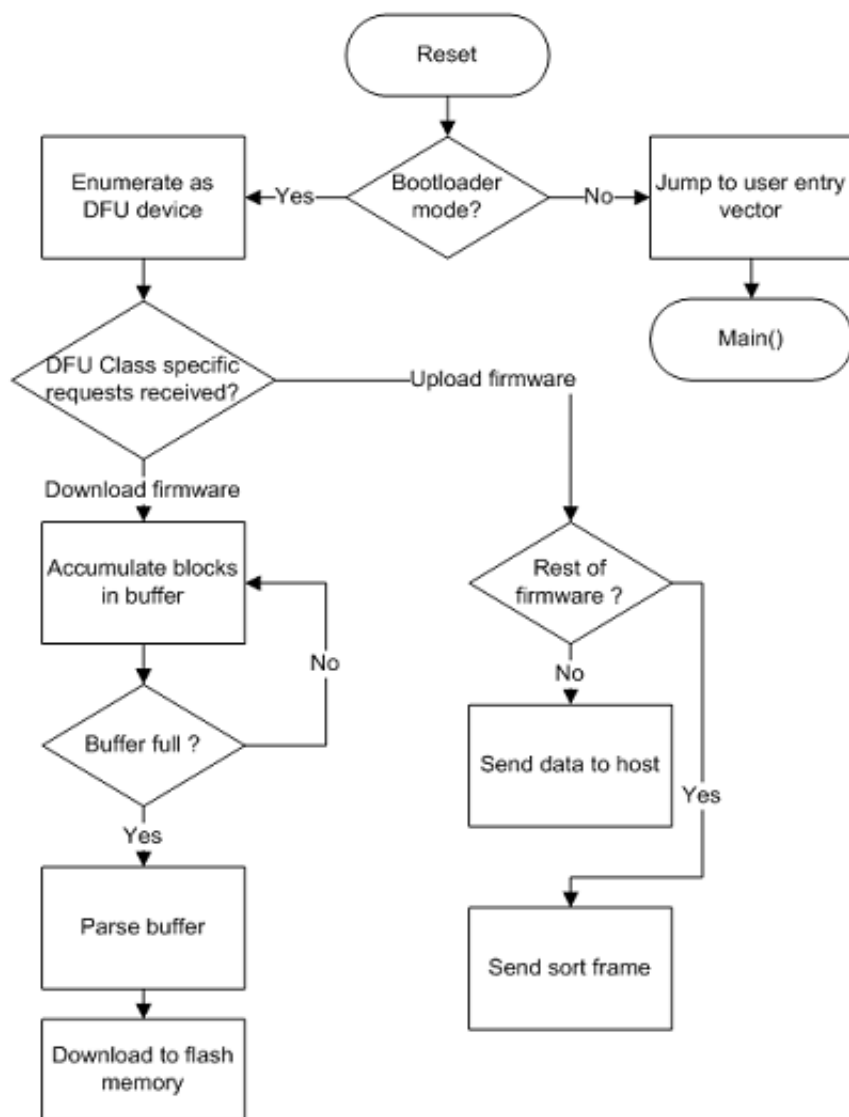 Reset
Bootloader
mode?
Yes
No
Enumerate as
DFU device
Jump to user entry
vector
Main()
DFU Class specific
requests received?
Upload firmware
Download firmware
Accumulate blocks
in buffer
No
Buffer full ?
Yes
Parse buffer
Download to flash
memory
Rest of
firmware ?
No
Send data to host
Yes
Send sort frame